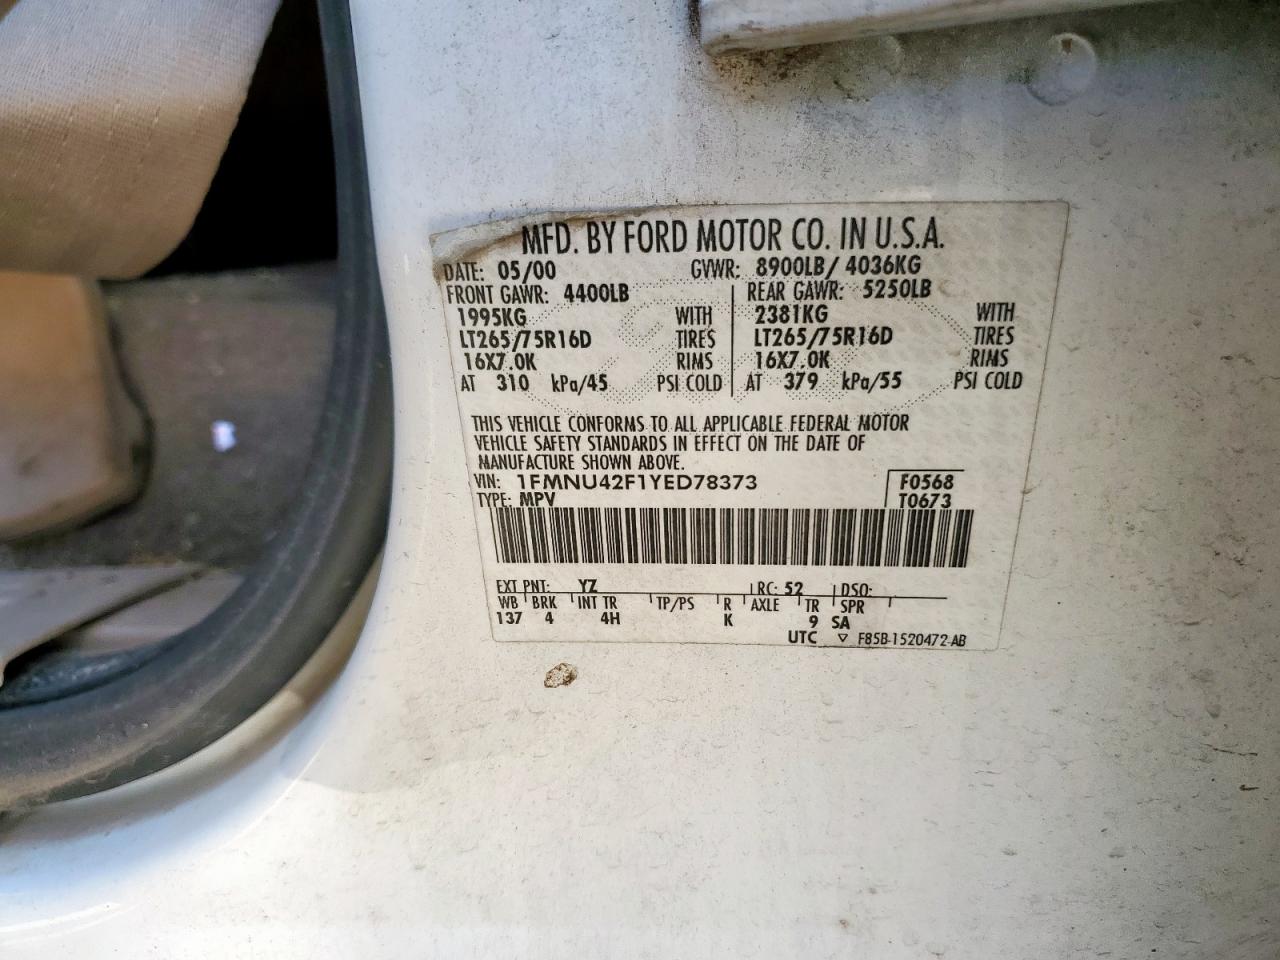 MFD. BY FORD MOTOR CO. IN U.S.A.
DATE: 05/00 GVWR: 8900LB/ 4036KG
FRONT GAWR: 4400LB REAR GAWR: 5250LB
1995KG WITH 2381KG WITH
LT265/75R16D TIRES LT265/75R16D TIRES
16X7.0K RIMS 16X7.0K RIMS
AT 310 kPa/45 PSI COLD AT 379 kPa/55 PSI COLD
THIS VEHICLE CONFORMS TO ALL APPLICABLE FEDERAL MOTOR
VEHICLE SAFETY STANDARDS IN EFFECT ON THE DATE OF
MANUFACTURE SHOWN ABOVE.
VIN: 1FMNU42F1YED78373 F0568
TYPE: MPV T0673
EXT PNT: YZ RC: 52 DSO:
WB BRK INT TR TP/PS R AXLE TR SPR
137 4 4H K 9 SA
UTC ▽ F85B-1520472-AB